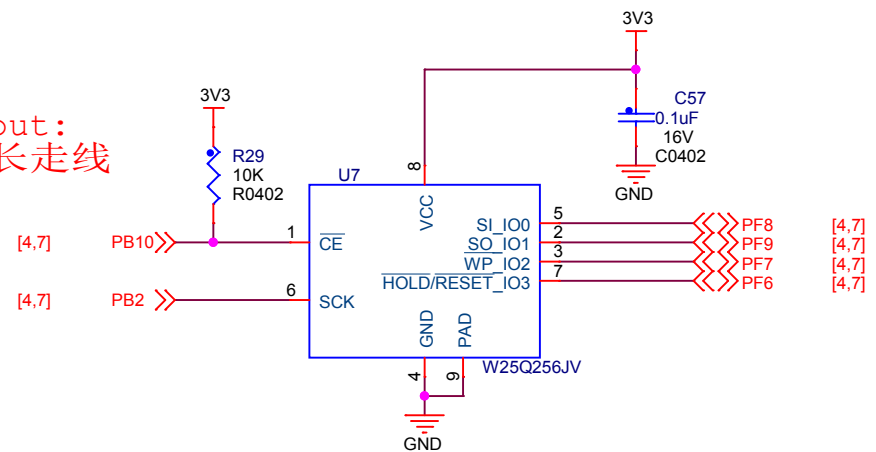 3V3
C57
0.1uF
16V
C0402
GND
3V3
out:
长走线
R29
10K
R0402
U7
8
VCC
[4,7] PB10 1 CE
[4,7] PB2 6 SCK
SI_IO0 5 PF8 [4,7]
SO_IO1 2 PF9 [4,7]
WP_IO2 3 PF7 [4,7]
HOLD/RESET_IO3 7 PF6 [4,7]
GND PAD
W25Q256JV
4 9
GND